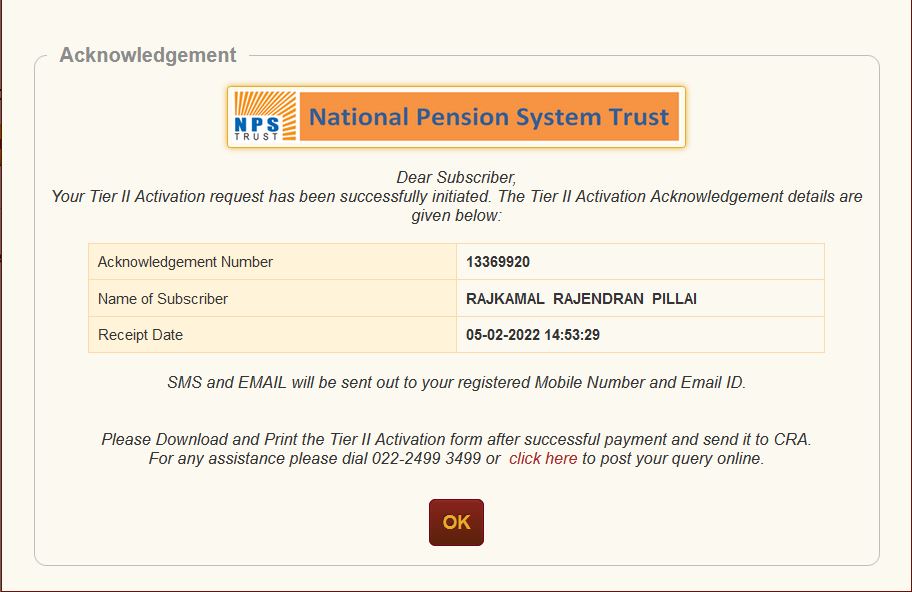 Acknowledgement
NPS
TRUST
National Pension System Trust
Dear Subscriber,
Your Tier II Activation request has been successfully initiated. The Tier II Activation Acknowledgement details are
given below:
Acknowledgement Number 13369920
Name of Subscriber RAJKAMAL RAJENDRAN PILLAI
Receipt Date 05-02-2022 14:53:29
SMS and EMAIL will be sent out to your registered Mobile Number and Email ID.
Please Download and Print the Tier II Activation form after successful payment and send it to CRA.
For any assistance please dial 022-2499 3499 or click here to post your query online.
OK